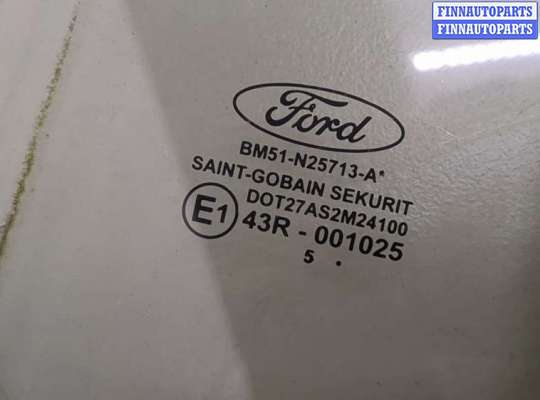 FINNAUTOPARTS
FINNAUTOPARTS
Ford
BM51-N25713-A*
SAINT-GOBAIN SEKURIT
DOT27AS2M24100
E1
43R - 001025
5 .